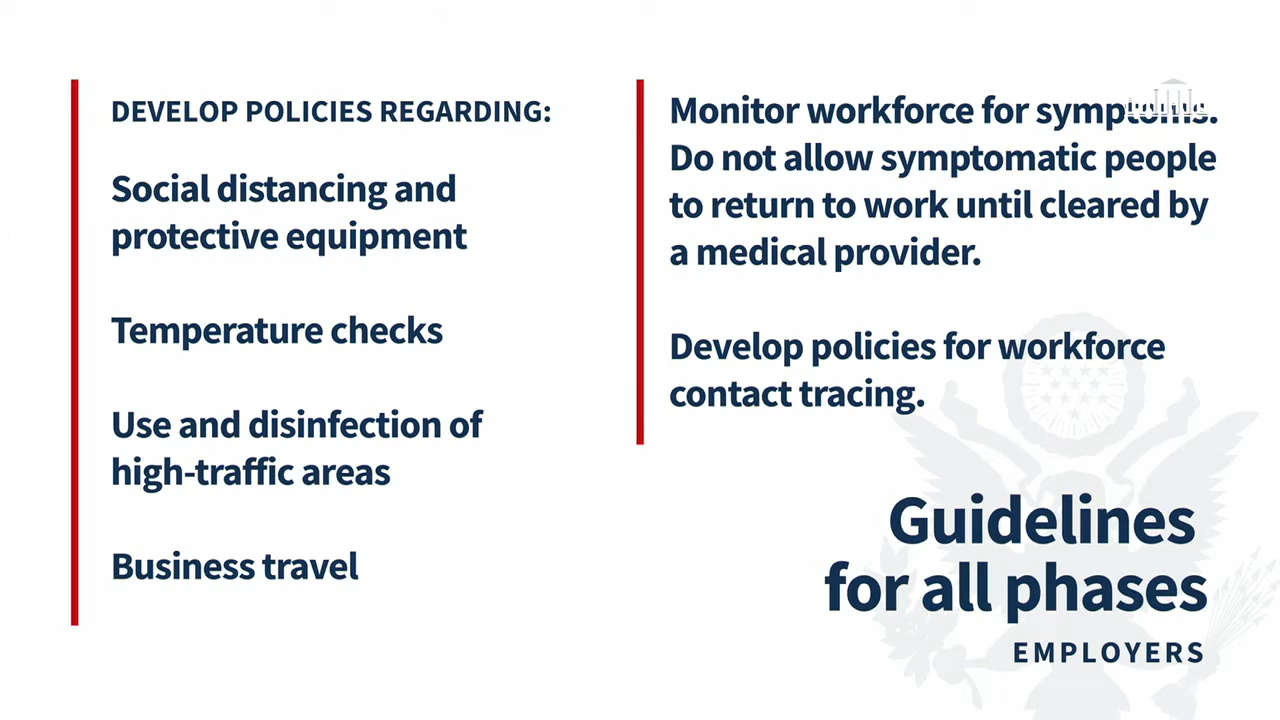 DEVELOP POLICIES REGARDING:
Social distancing and
protective equipment
Temperature checks
Use and disinfection of
high-traffic areas
Business travel
Monitor workforce for symptoms.
Do not allow symptomatic people
to return to work until cleared by
a medical provider.
Develop policies for workforce
contact tracing.
Guidelines
for all phases
EMPLOYERS